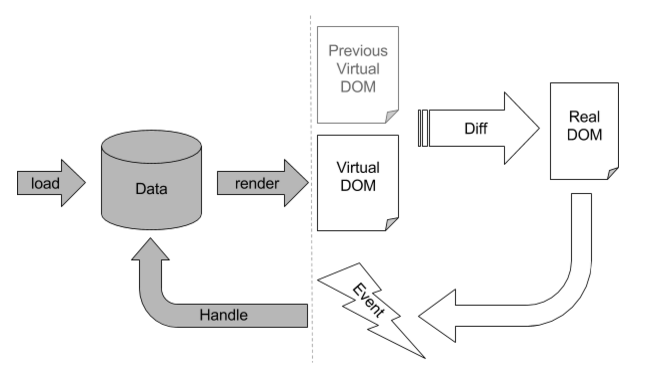 Previous
Virtual
DOM
Diff
Real
DOM
load
Data
render
Virtual
DOM
Event
Handle